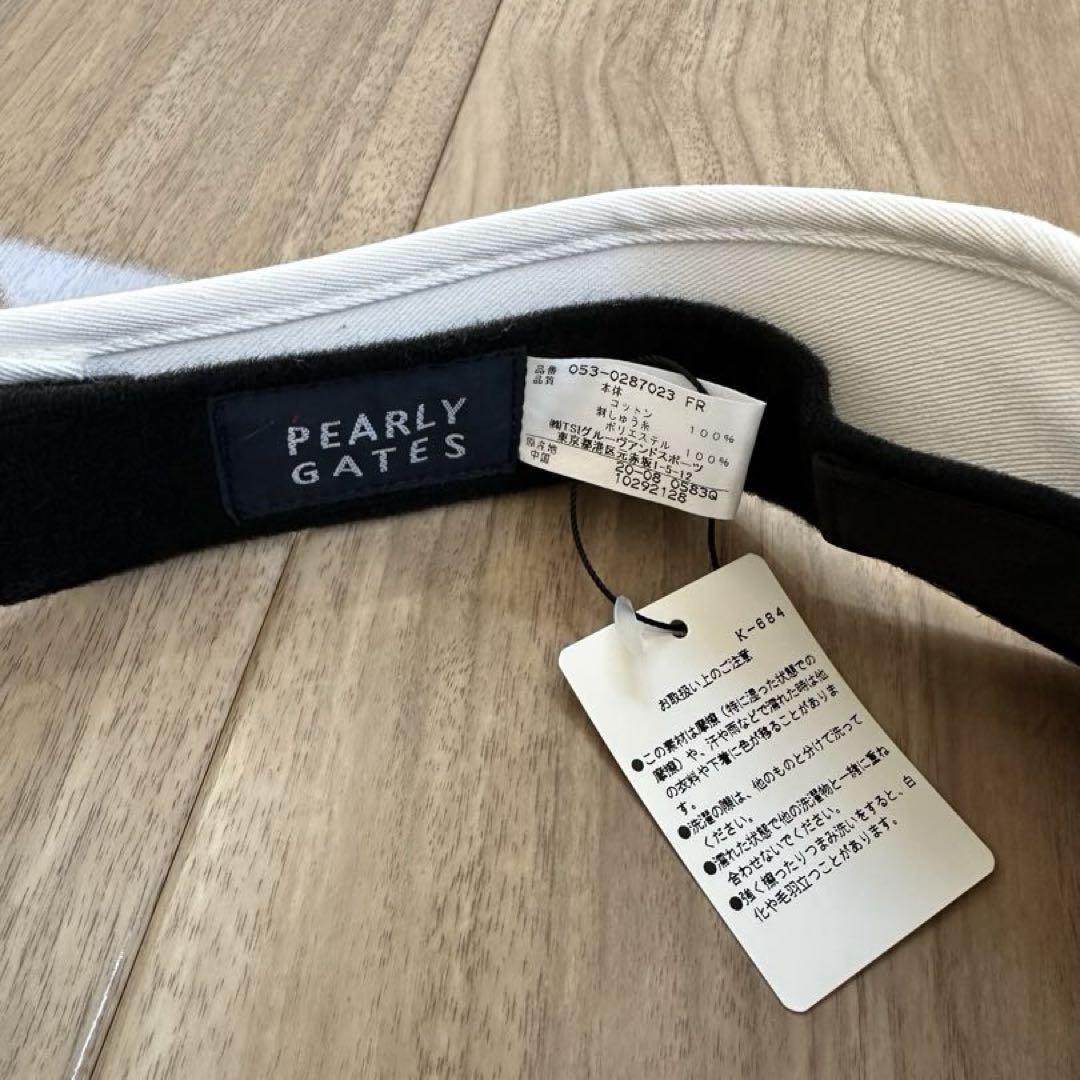 PEARLY
GATES
品番 053-0287023 FR
品質
本体
コットン 100%
刺しゅう糸
ポリエステル 100%
㈱TSIグルーヴアンドスポーツ
東京都港区元赤坂1-5-12
原産地
中国
20-08 0583Q
10292128
K-684
お取扱い上のご注意
●この素材は摩擦(特に湿った状態での
摩擦)や、汗や雨などで濡れた時は他
の衣料や下着に色が移ることがありま
す。
●洗濯の際は、他のものと分けて洗って
ください。
●濡れた状態で他の洗濯物と一緒に重ね
合わせないでください。
●強く擦ったりつまみ洗いをすると、白
化や毛羽立つことがあります。